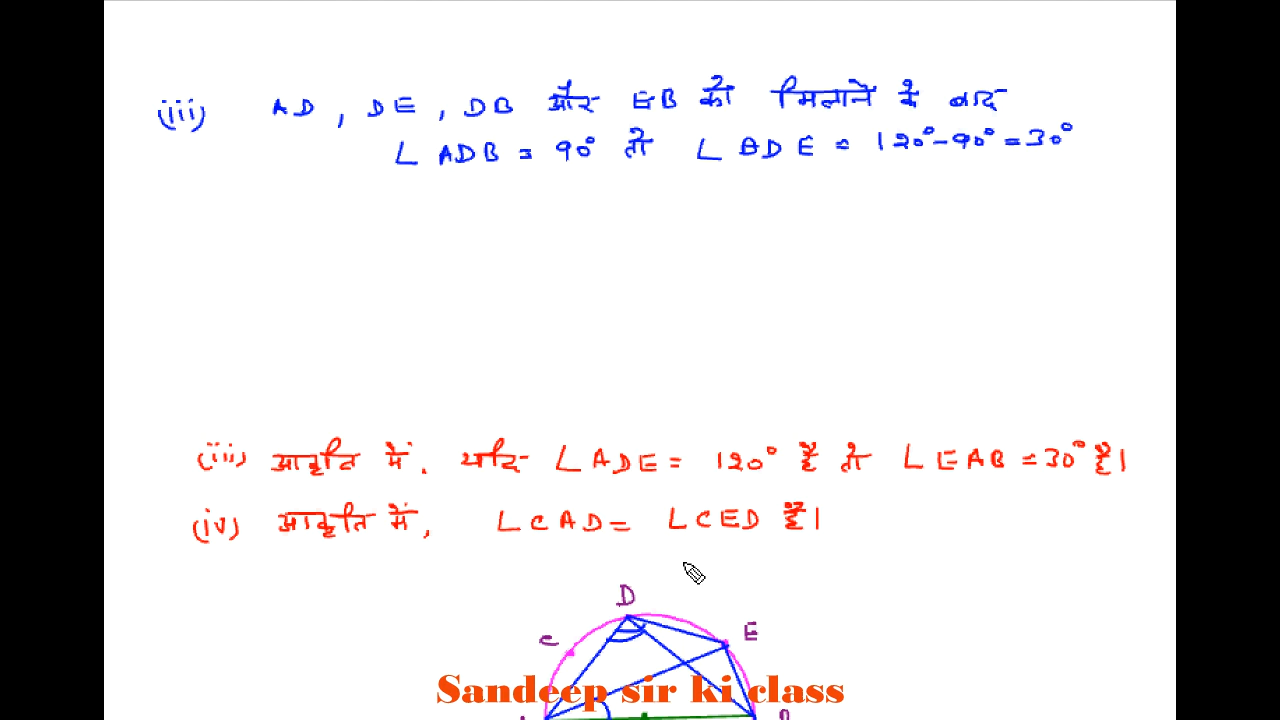 (iii) AD, DE, DB और EB को मिलाने के बाद
∠ ADB = 90° तो ∠ BDE = 120° - 90° = 30°
(iii) आकृति में, यदि ∠ ADE = 120° है तो ∠ EAB = 30° है।
(iv) आकृति में, ∠ CAD = ∠ CED है।
D
C
E
Sandeep sir ki class